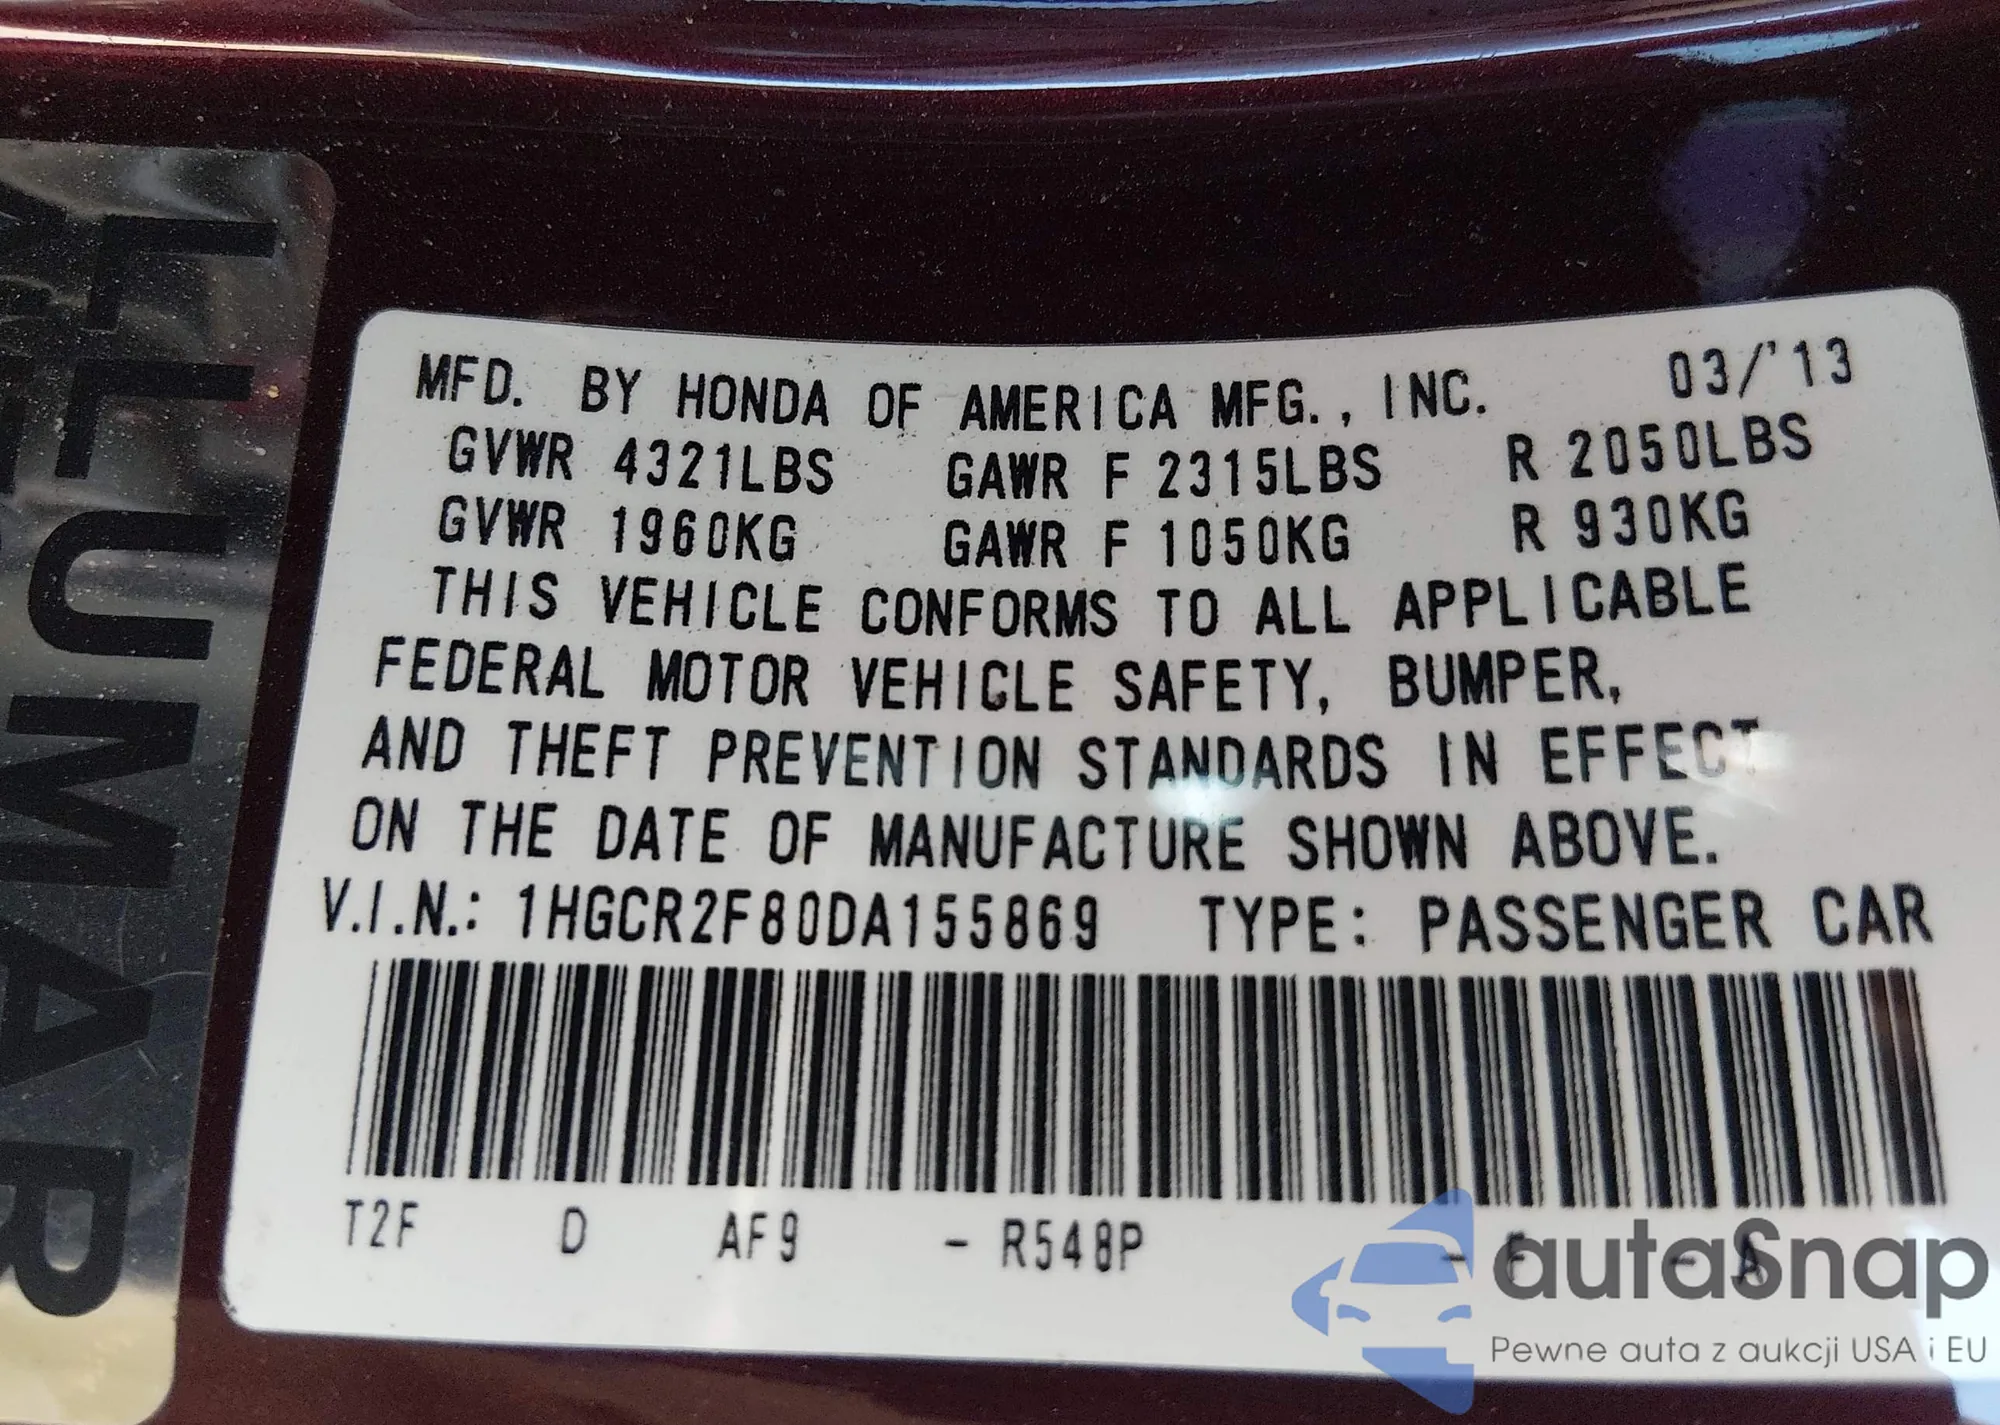 LLUMAR
MFD. BY HONDA OF AMERICA MFG., INC. 03/'13
GVWR 4321LBS GAWR F 2315LBS R 2050LBS
GVWR 1960KG GAWR F 1050KG R 930KG
THIS VEHICLE CONFORMS TO ALL APPLICABLE
FEDERAL MOTOR VEHICLE SAFETY, BUMPER,
AND THEFT PREVENTION STANDARDS IN EFFECT
ON THE DATE OF MANUFACTURE SHOWN ABOVE.
V.I.N.: 1HGCR2F80DA155869 TYPE: PASSENGER CAR
T2F D AF9 - R548P - F - A
autaSnap
Pewne auta z aukcji USA i EU